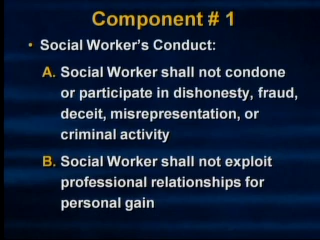 Component # 1
• Social Worker's Conduct:
A. Social Worker shall not condone
or participate in dishonesty, fraud,
deceit, misrepresentation, or
criminal activity
B. Social Worker shall not exploit
professional relationships for
personal gain